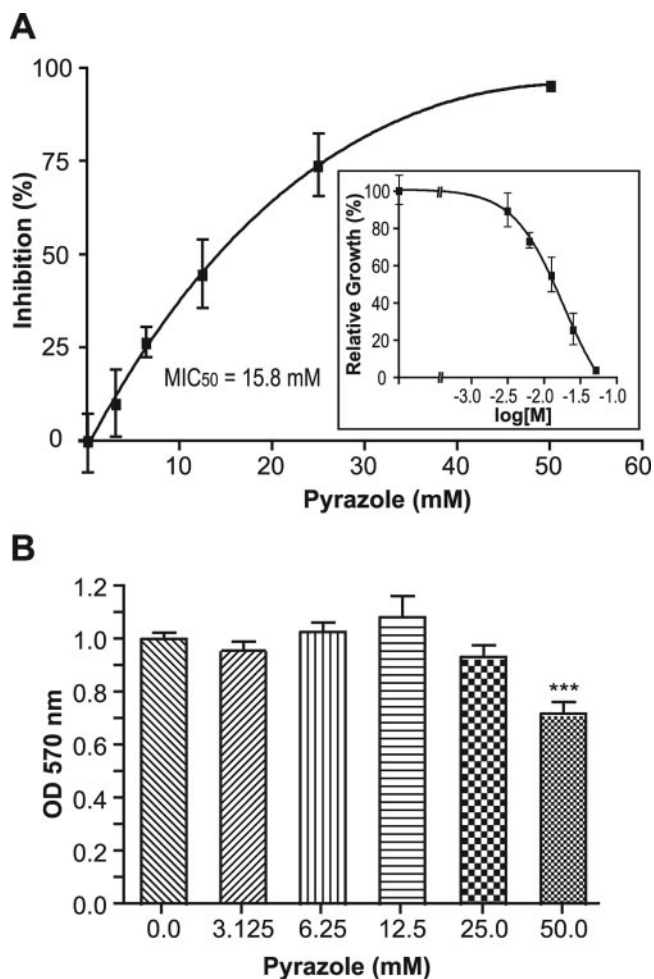 A
Inhibition (%)
100
75
50
25
0
MIC50 = 15.8 mM
Relative Growth (%)
100
80
60
40
20
0
-3.0 -2.5 -2.0 -1.5 -1.0
log[M]
10 20 30 40 50 60
Pyrazole (mM)
B
OD 570 nm
1.2
1.0
0.8
0.6
0.4
0.2
0.0
***
0.0 3.125 6.25 12.5 25.0 50.0
Pyrazole (mM)